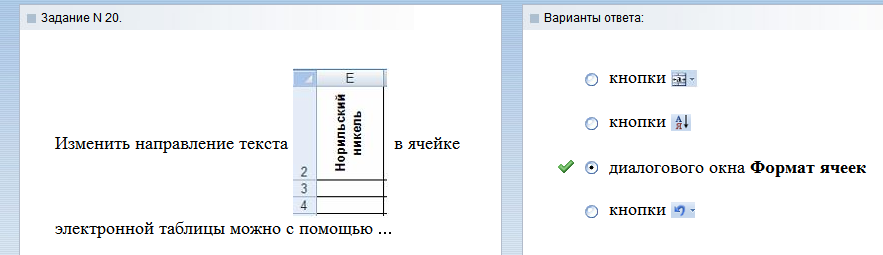 Задание N 20.
Варианты ответа:
E
Норильский
никель
2
3
4
Изменить направление текста в ячейке
электронной таблицы можно с помощью ...
кнопки a
кнопки А Я
диалогового окна Формат ячеек
кнопки